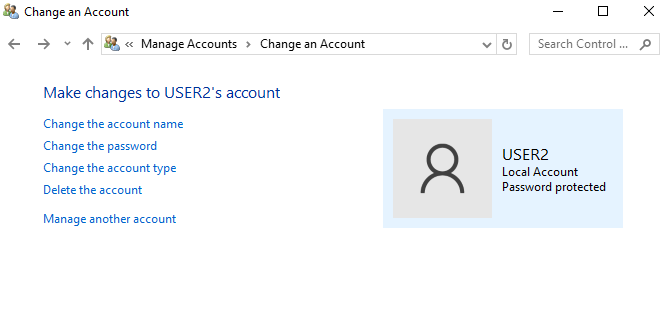 Change an Account
« Manage Accounts > Change an Account
Search Control ...
Make changes to USER2's account
Change the account name
Change the password
Change the account type
Delete the account
Manage another account
USER2
Local Account
Password protected